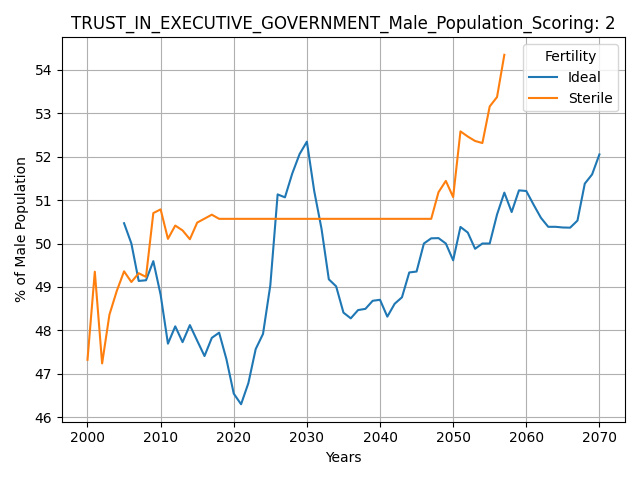 TRUST_IN_EXECUTIVE_GOVERNMENT_Male_Population_Scoring: 2
Fertility
Ideal
Sterile
% of Male Population
54
53
52
51
50
49
48
47
46
2000 2010 2020 2030 2040 2050 2060 2070
Years